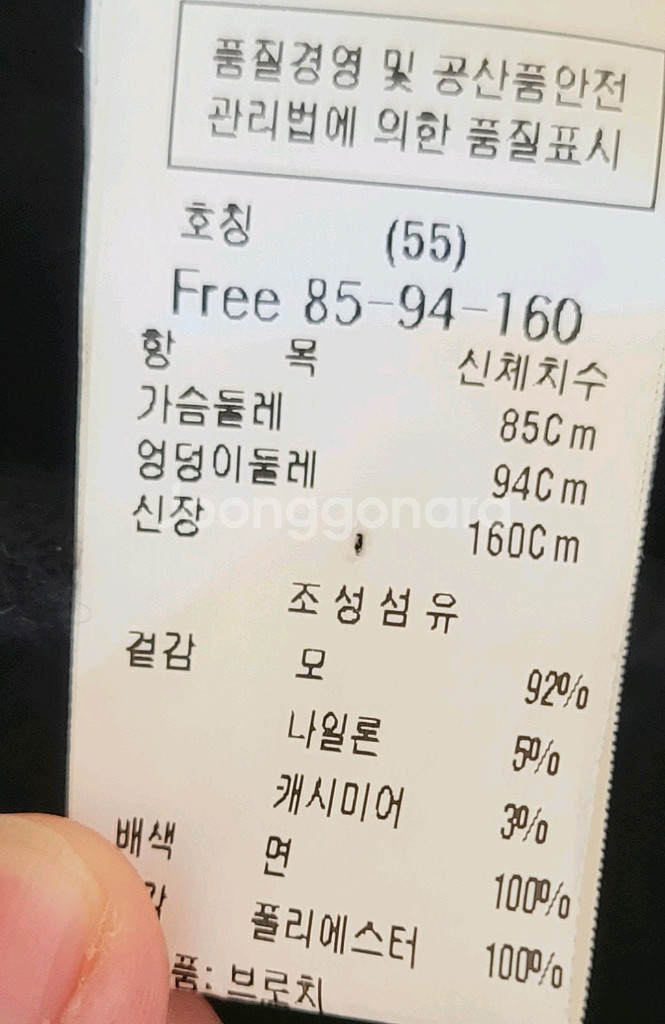 품질경영 및 공산품안전
관리법에 의한 품질표시
호칭 (55)
Free 85-94-160
항 목 신체치수
가슴둘레 85Cm
엉덩이둘레 94Cm
신장 160Cm
조성섬유
겉감 모 92%
나일론 5%
캐시미어 3%
배색 면 100%
감 폴리에스터 100%
품: 브로치